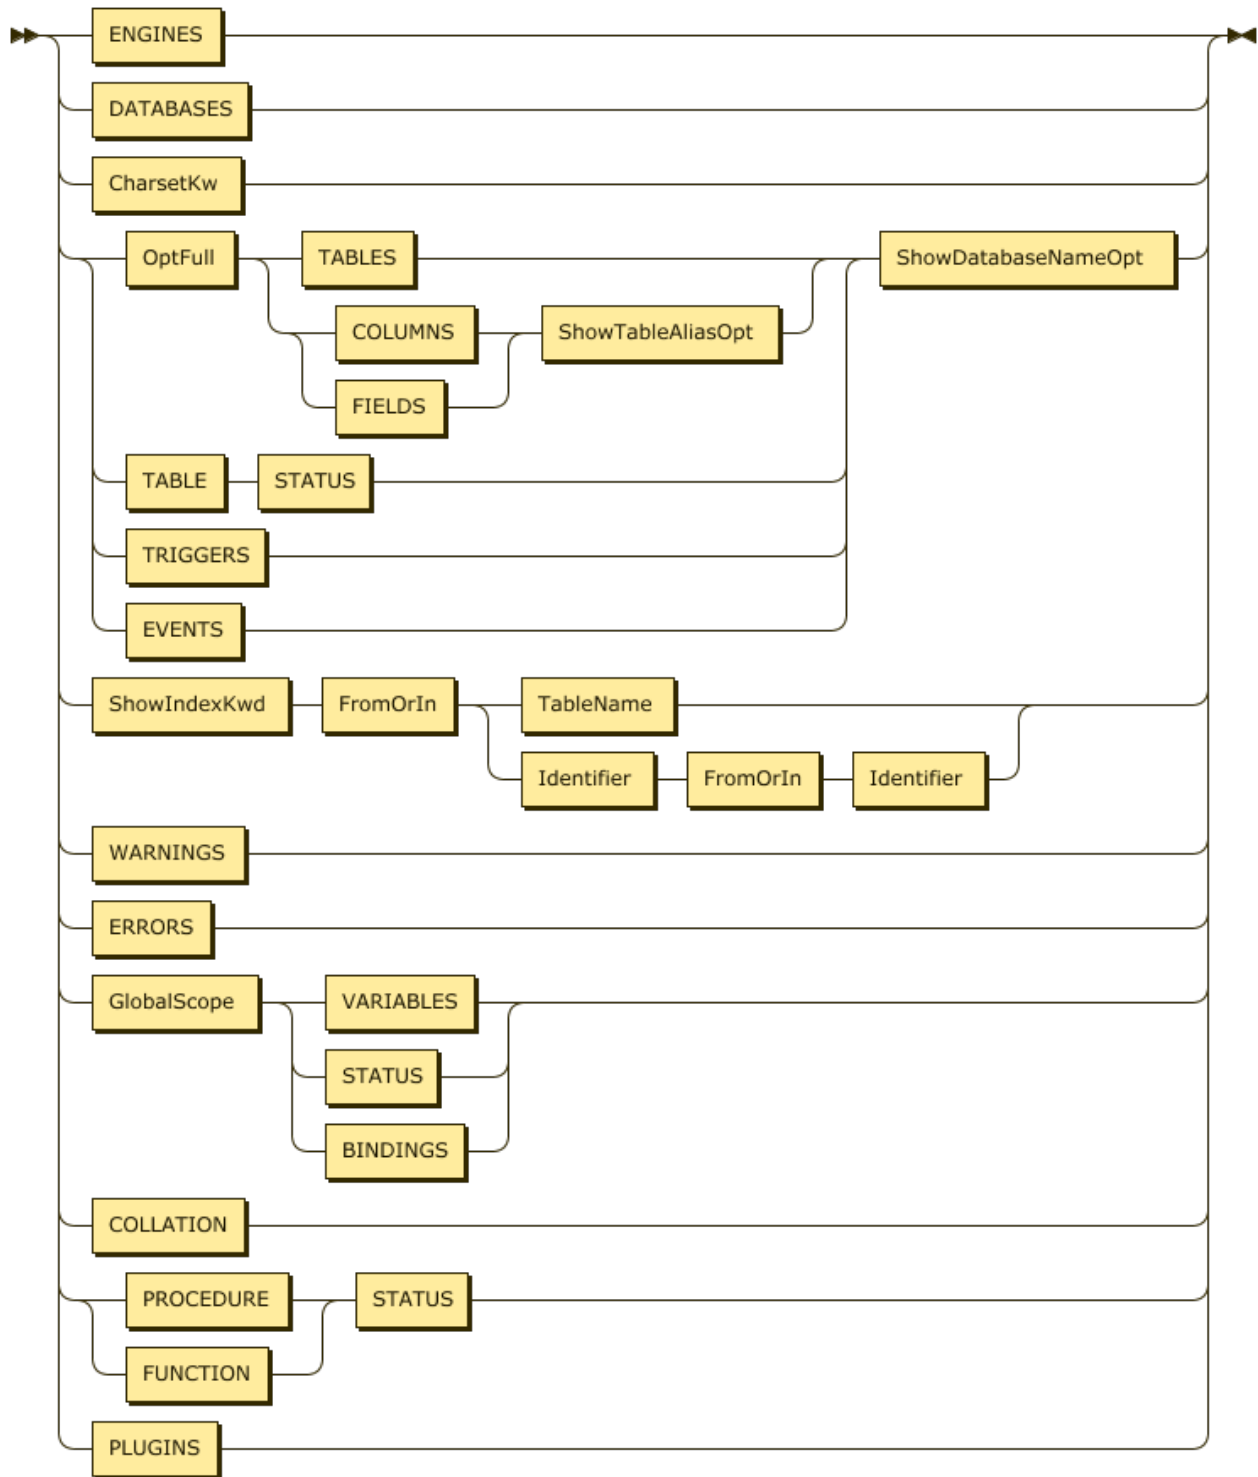 ENGINES
DATABASES
CharsetKw
OptFull TABLES ShowDatabaseNameOpt
COLUMNS ShowTableAliasOpt
FIELDS
TABLE STATUS
TRIGGERS
EVENTS
ShowIndexKwd FromOrIn TableName
Identifier FromOrIn Identifier
WARNINGS
ERRORS
GlobalScope VARIABLES
STATUS
BINDINGS
COLLATION
PROCEDURE STATUS
FUNCTION
PLUGINS